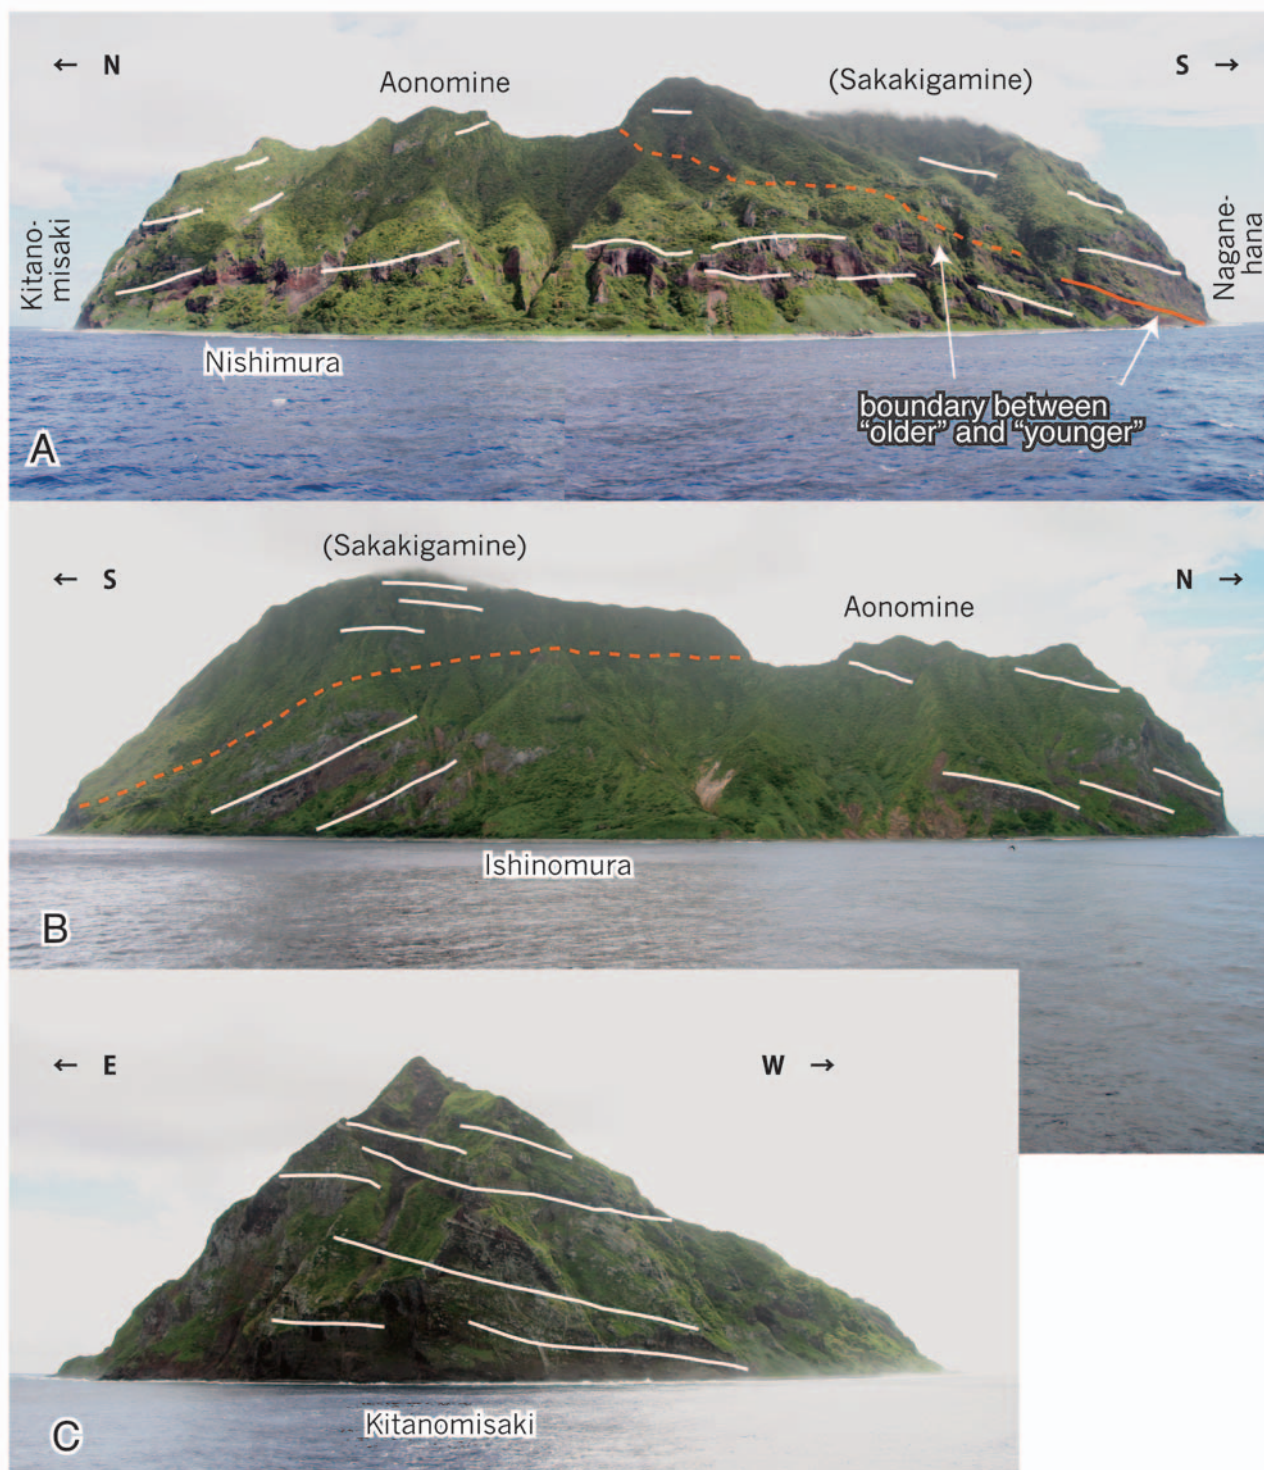 ← N
Aonomine
(Sakakigamine)
S →
Kitano-
misaki
Nagane-
hana
Nishimura
boundary between
“older” and “younger”
A
(Sakakigamine)
← S
N →
Aonomine
Ishinomura
B
← E
W →
Kitanomisaki
C